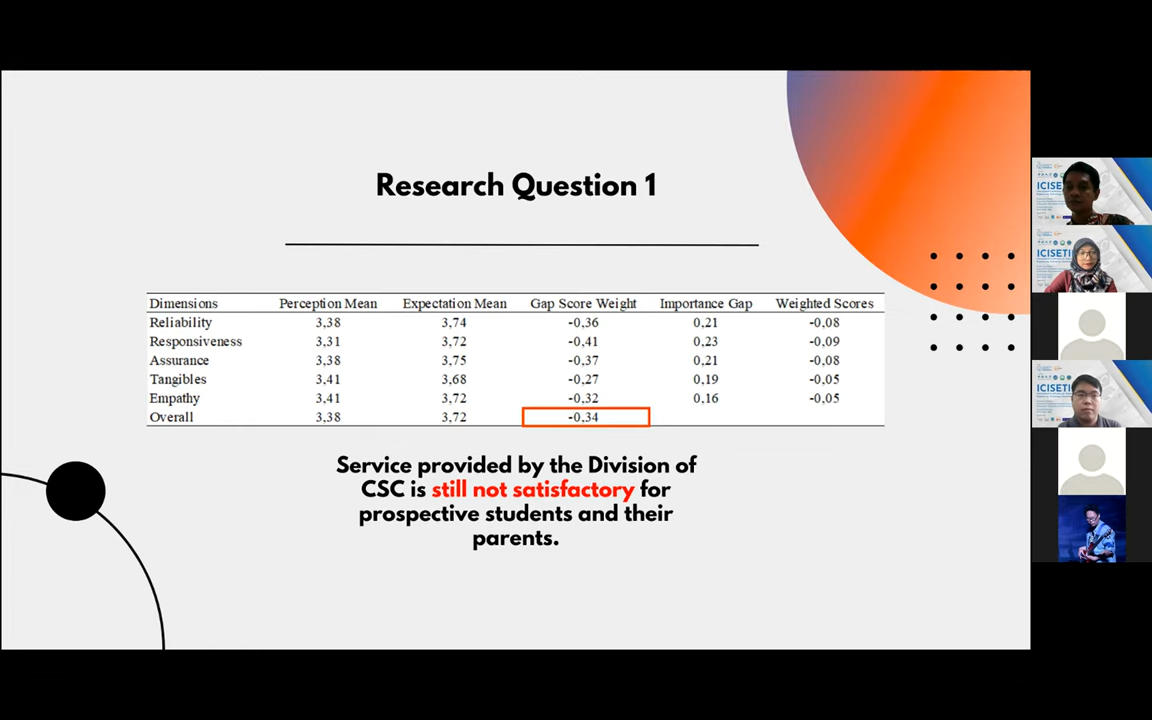 Research Question 1
Dimensions Perception Mean Expectation Mean Gap Score Weight Importance Gap Weighted Scores
Reliability 3,38 3,74 -0,36 0,21 -0,08
Responsiveness 3,31 3,72 -0,41 0,23 -0,09
Assurance 3,38 3,75 -0,37 0,21 -0,08
Tangibles 3,41 3,68 -0,27 0,19 -0,05
Empathy 3,41 3,72 -0,32 0,16 -0,05
Overall 3,38 3,72 -0,34
Service provided by the Division of
CSC is still not satisfactory for
prospective students and their
parents.